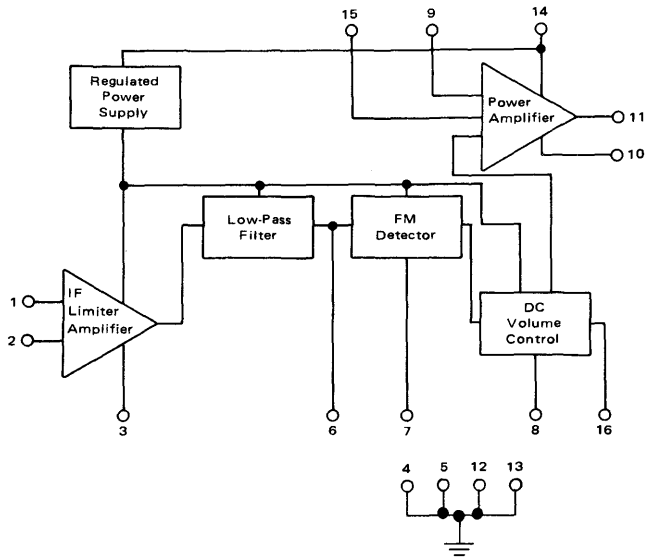 15 9 14
Regulated
Power
Supply
Power
Amplifier
11
10
Low-Pass
Filter
FM
Detector
IF
Limiter
Amplifier
1
2
DC
Volume
Control
3 6 7 8 16
4 5 12 13